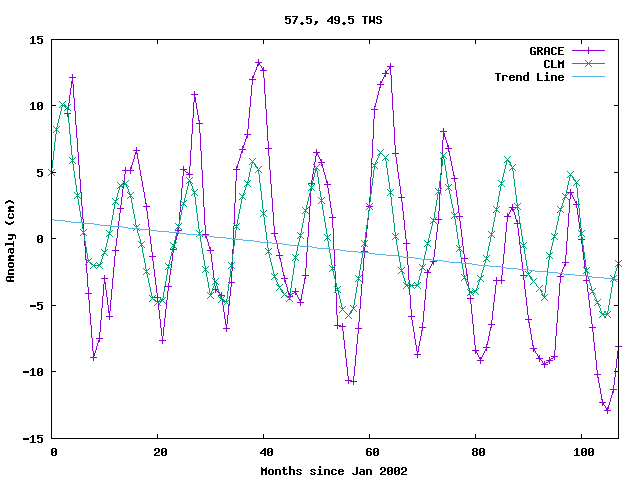 57.5, 49.5 TWS
GRACE
CLM
Trend Line
Anomaly (cm)
15
10
5
0
-5
-10
-15
0 20 40 60 80 100
Months since Jan 2002